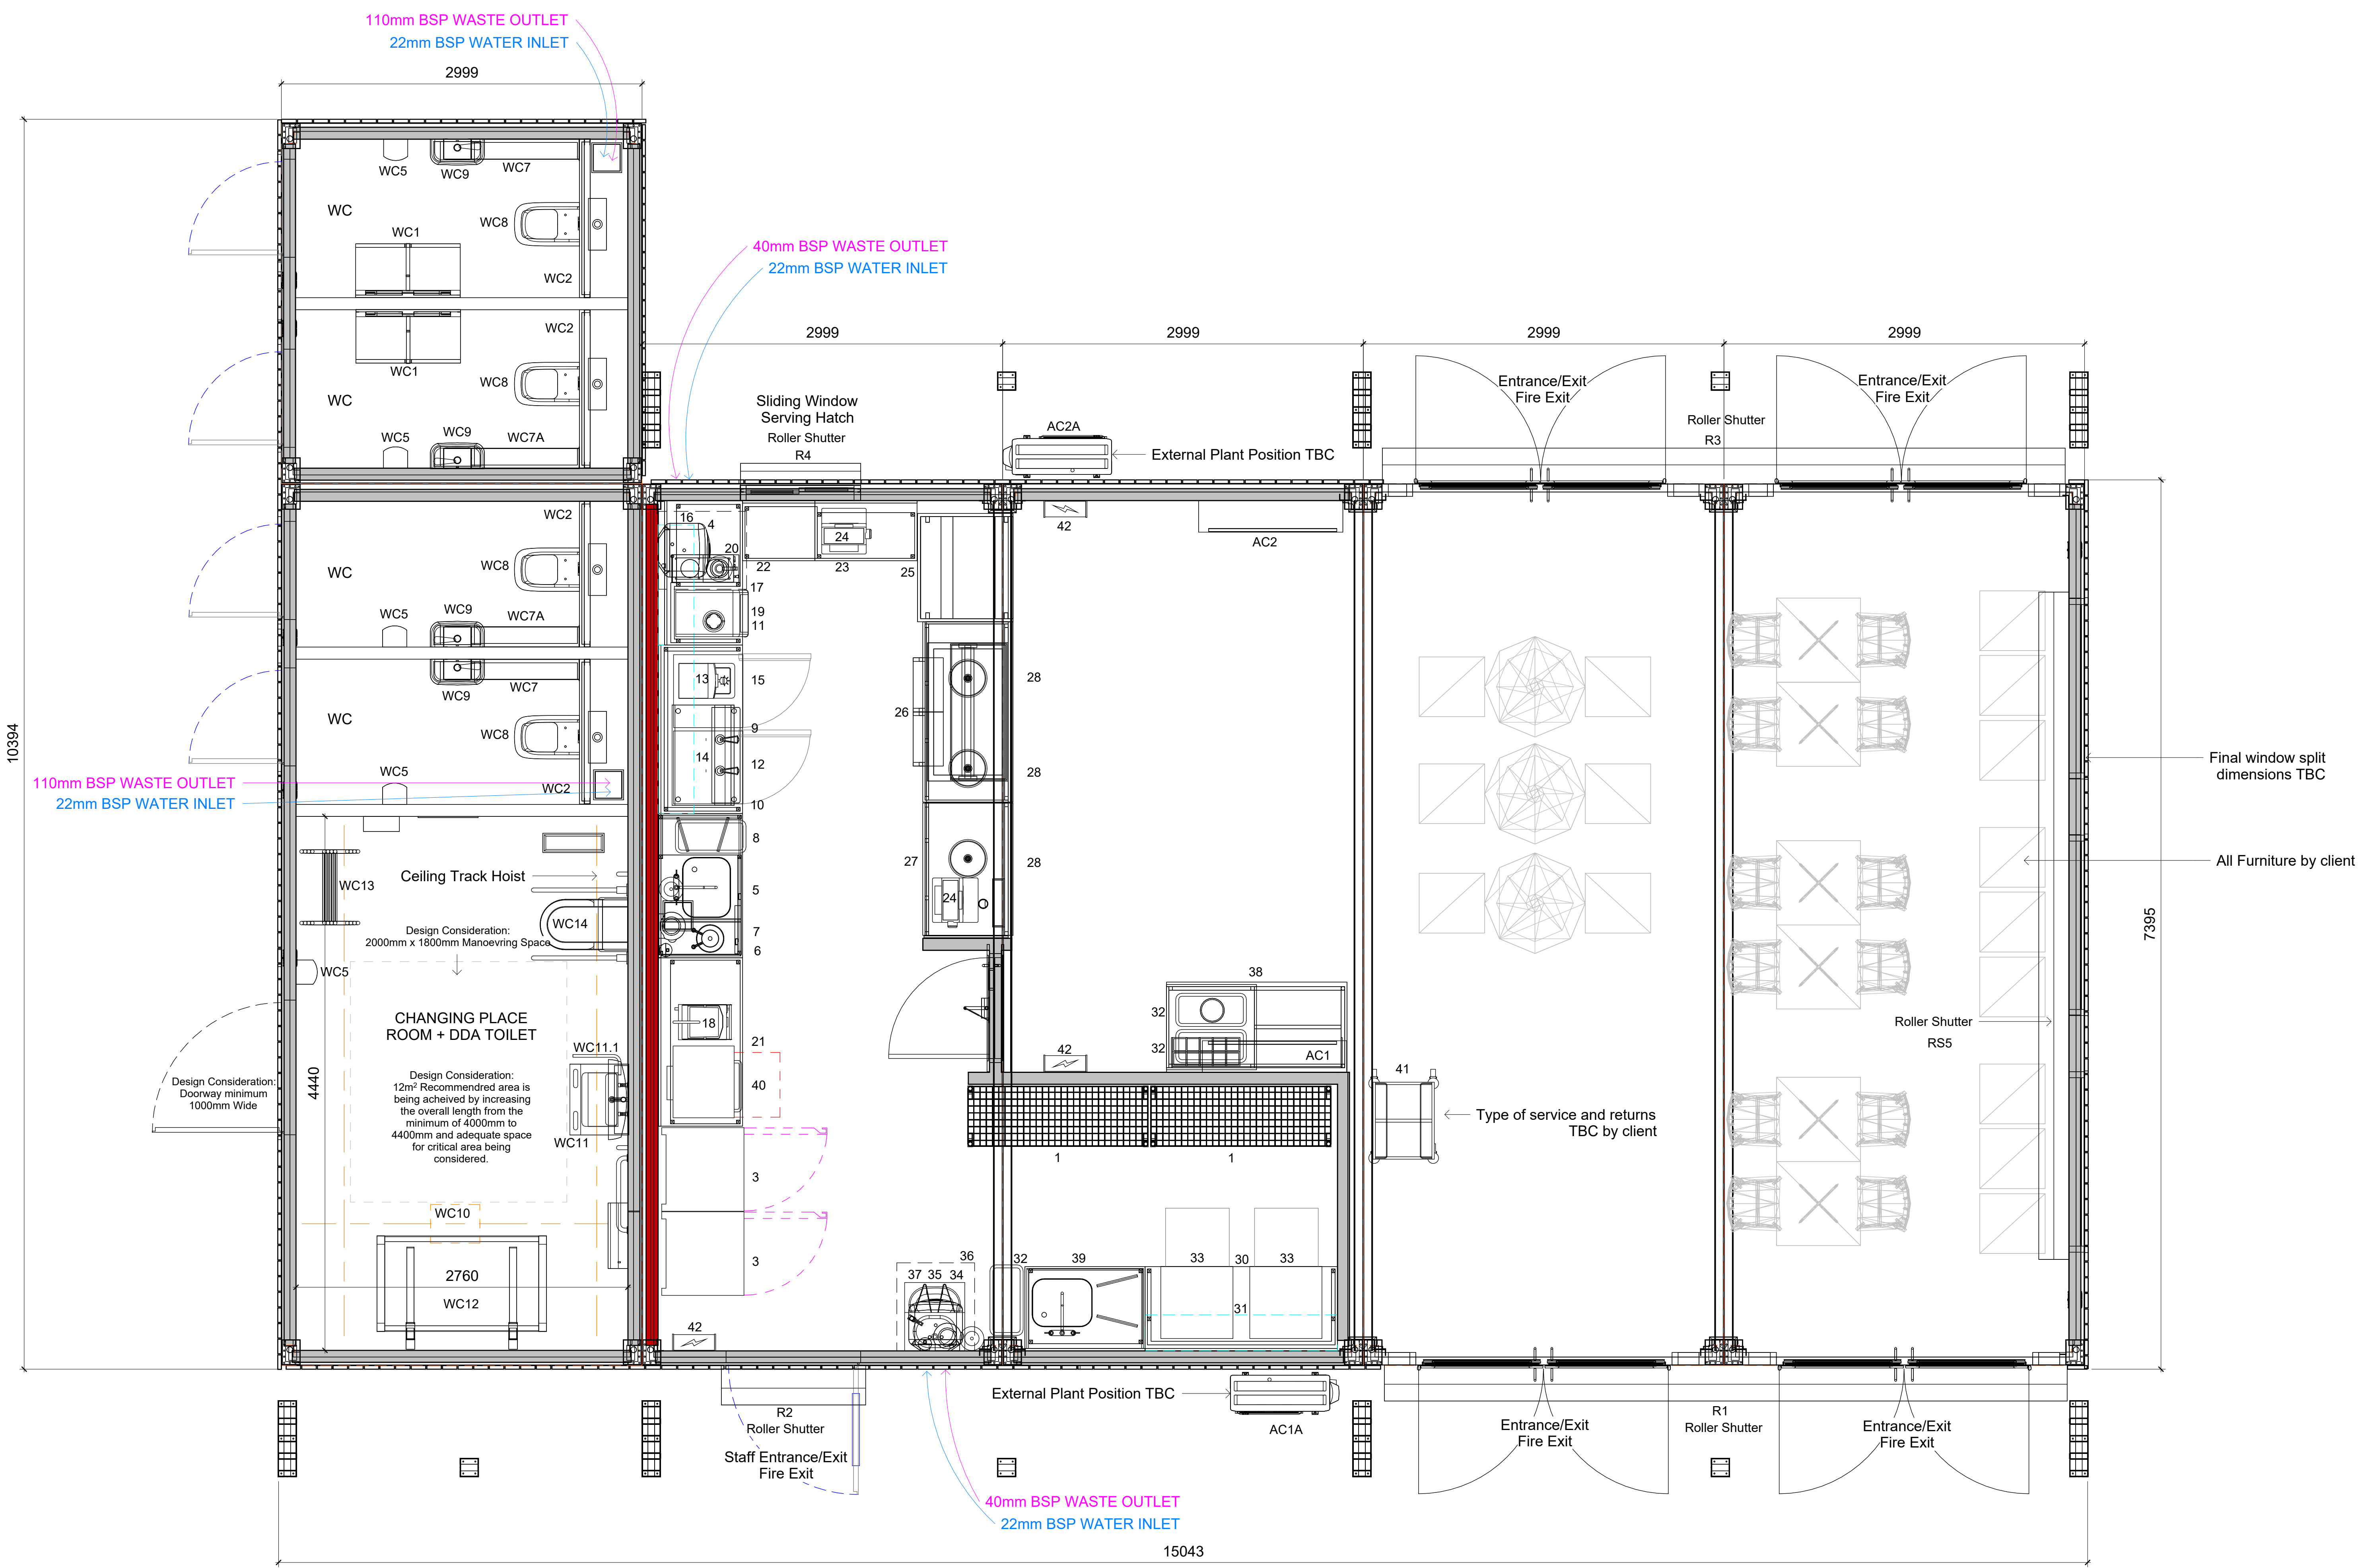 110mm BSP WASTE OUTLET
22mm BSP WATER INLET
2999
WC5
WC9
WC7
WC
WC8
WC1
WC2
40mm BSP WASTE OUTLET
22mm BSP WATER INLET
WC2
WC1
WC8
WC
WC5
WC9
WC7A
2999
2999
2999
2999
Sliding Window
Serving Hatch
Roller Shutter
R4
AC2A
External Plant Position TBC
Entrance/Exit
Fire Exit
Roller Shutter
R3
Entrance/Exit
Fire Exit
WC2
WC
WC8
WC5
WC9
WC7A
WC9
WC7
WC
WC8
WC5
WC2
110mm BSP WASTE OUTLET
22mm BSP WATER INLET
10394
16
4
20
24
22
23
25
17
19
11
13
15
9
14
12
10
8
5
7
6
18
21
40
3
3
42
26
27
24
28
28
28
42
AC2
42
38
32
32
AC1
1
1
41
Type of service and returns
TBC by client
Final window split
dimensions TBC
All Furniture by client
Roller Shutter
RS5
7395
Ceiling Track Hoist
WC13
WC14
Design Consideration:
2000mm x 1800mm Manoevring Space
WC5
CHANGING PLACE
ROOM + DDA TOILET
WC11.1
Design Consideration:
12m² Recommendred area is
being acheived by increasing
the overall length from the
minimum of 4000mm to
4400mm and adequate space
for critical area being
considered.
WC11
Design Consideration:
Doorway minimum
1000mm Wide
4440
WC10
2760
WC12
36
37 35 34
32
39
33
30
33
31
R2
Roller Shutter
Staff Entrance/Exit
Fire Exit
External Plant Position TBC
AC1A
Entrance/Exit
Fire Exit
R1
Roller Shutter
Entrance/Exit
Fire Exit
40mm BSP WASTE OUTLET
22mm BSP WATER INLET
15043